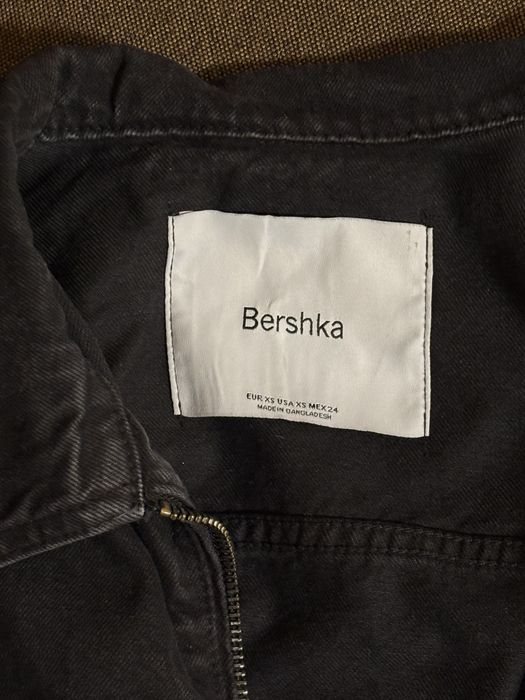 Bershka
EUR XS USA XS MEX 24
MADE IN BANGLADESH